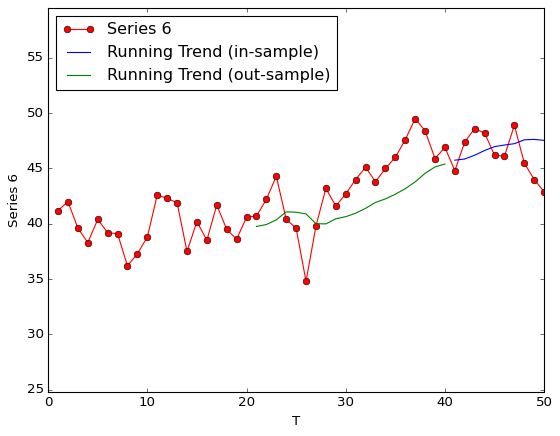 Series 6
Running Trend (in-sample)
Running Trend (out-sample)
55
50
45
40
35
30
25
Series 6
0 10 20 30 40 50
T